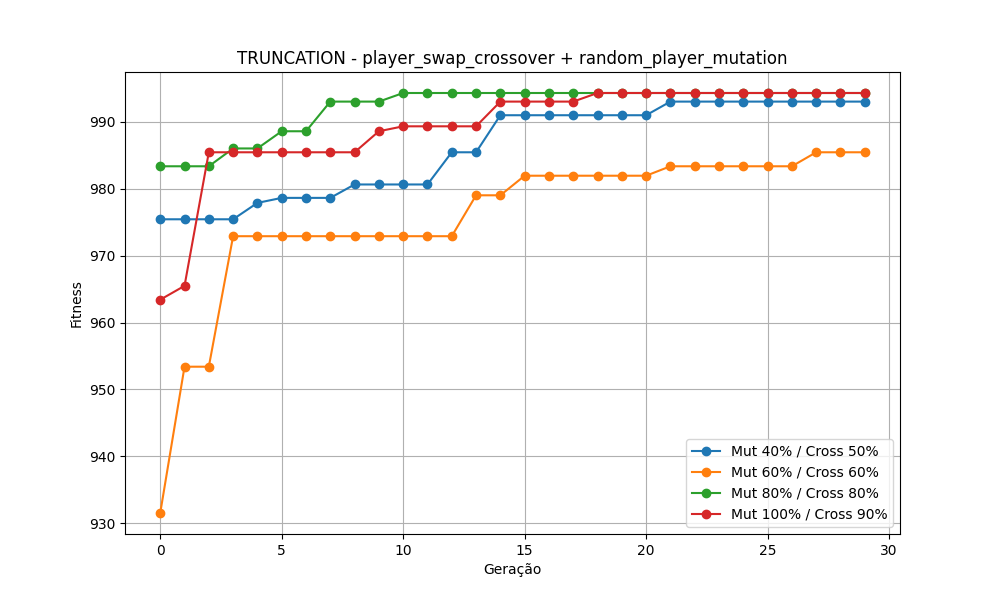 TRUNCATION - player_swap_crossover + random_player_mutation
Fitness
990
980
970
960
950
940
930
0 5 10 15 20 25 30
Geração
Mut 40% / Cross 50%
Mut 60% / Cross 60%
Mut 80% / Cross 80%
Mut 100% / Cross 90%